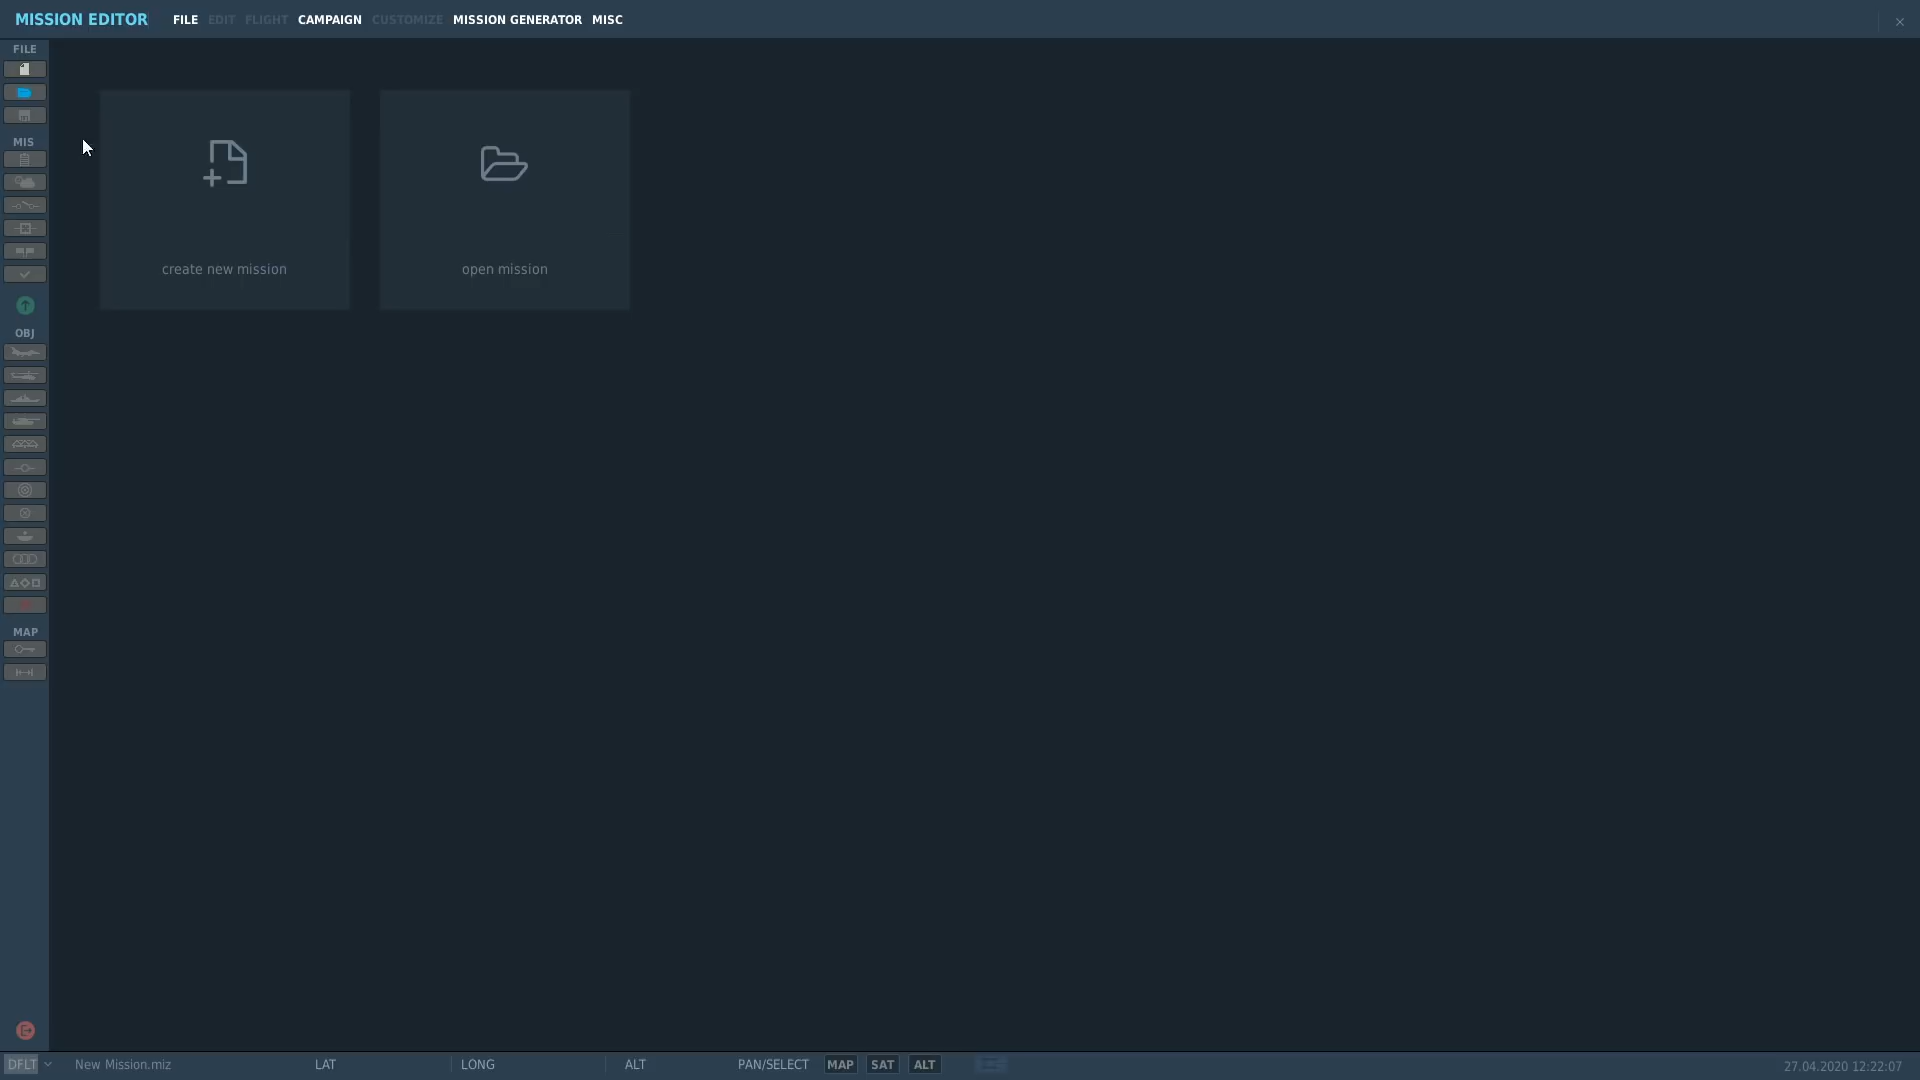 MISSION EDITOR FILE EDIT FLIGHT CAMPAIGN CUSTOMIZE MISSION GENERATOR MISC
FILE
MIS
OBJ
MAP
create new mission
open mission
DFLT New Mission.miz LAT LONG ALT PAN/SELECT MAP SAT ALT 27.04.2020 12:22:07